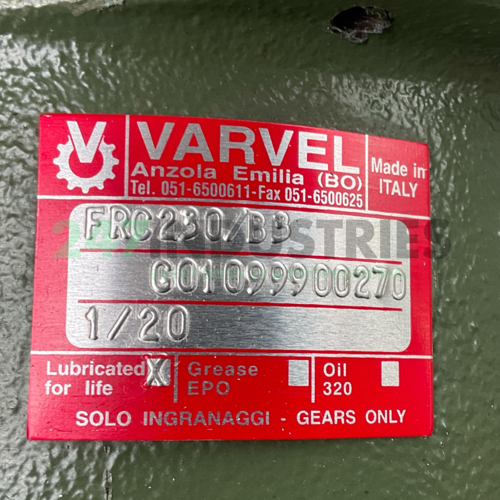 VARVEL
Anzola Emilia (BO)
Tel. 051-6500611-Fax 051-6500625
Made in
ITALY
FRC230/B3
G01099900270
1/20
Lubricated X
for life
Grease
EPO
Oil
320
SOLO INGRANAGGI - GEARS ONLY